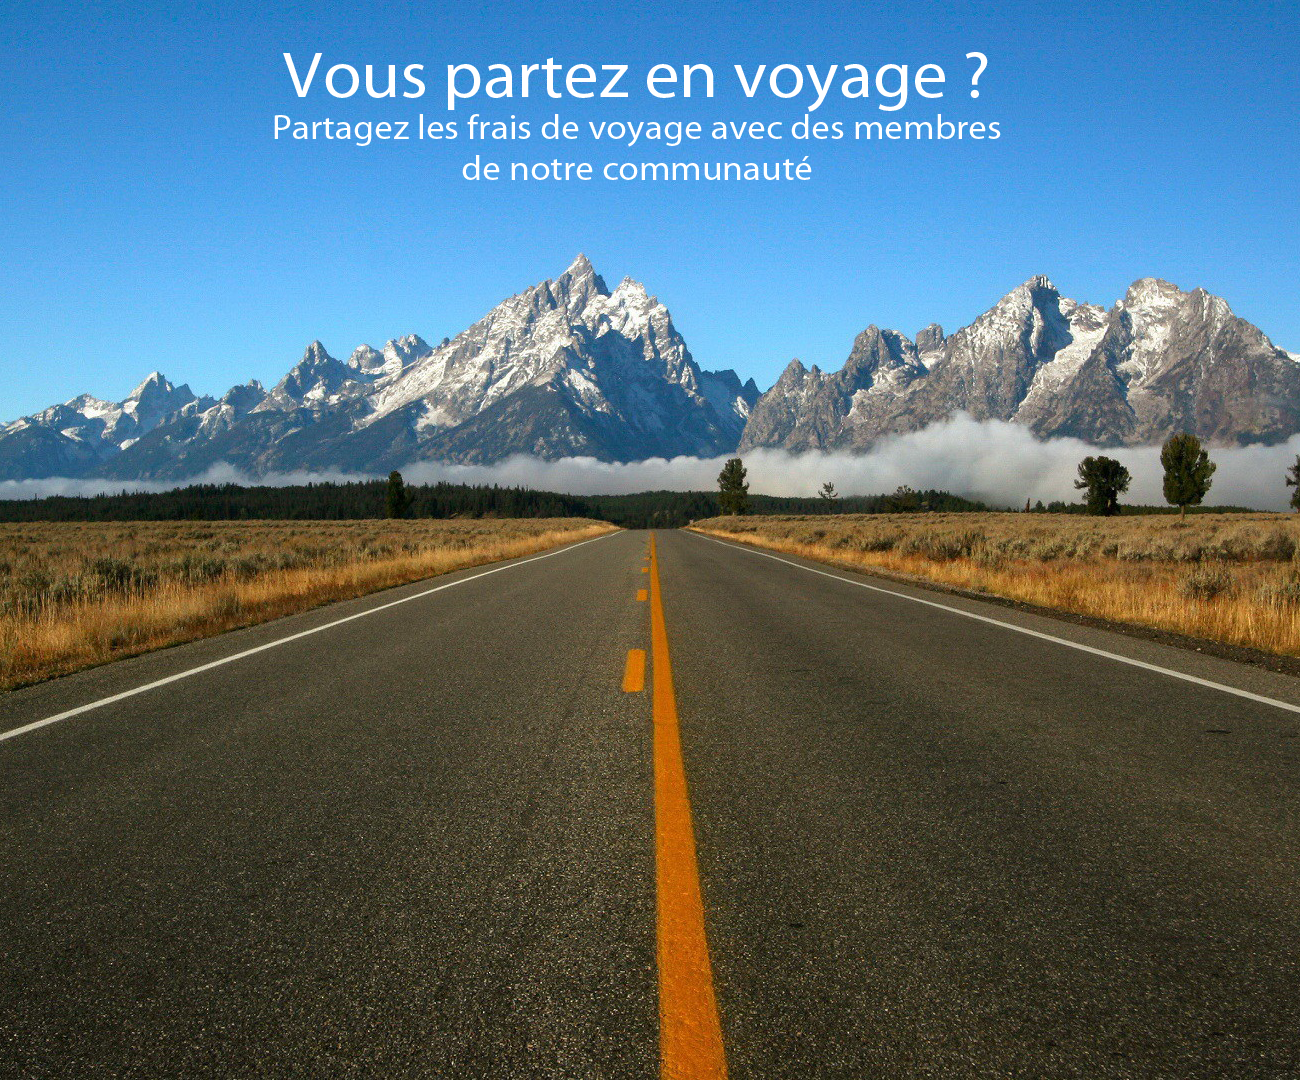 Vous partez en voyage ?
Partagez les frais de voyage avec des membres
de notre communauté